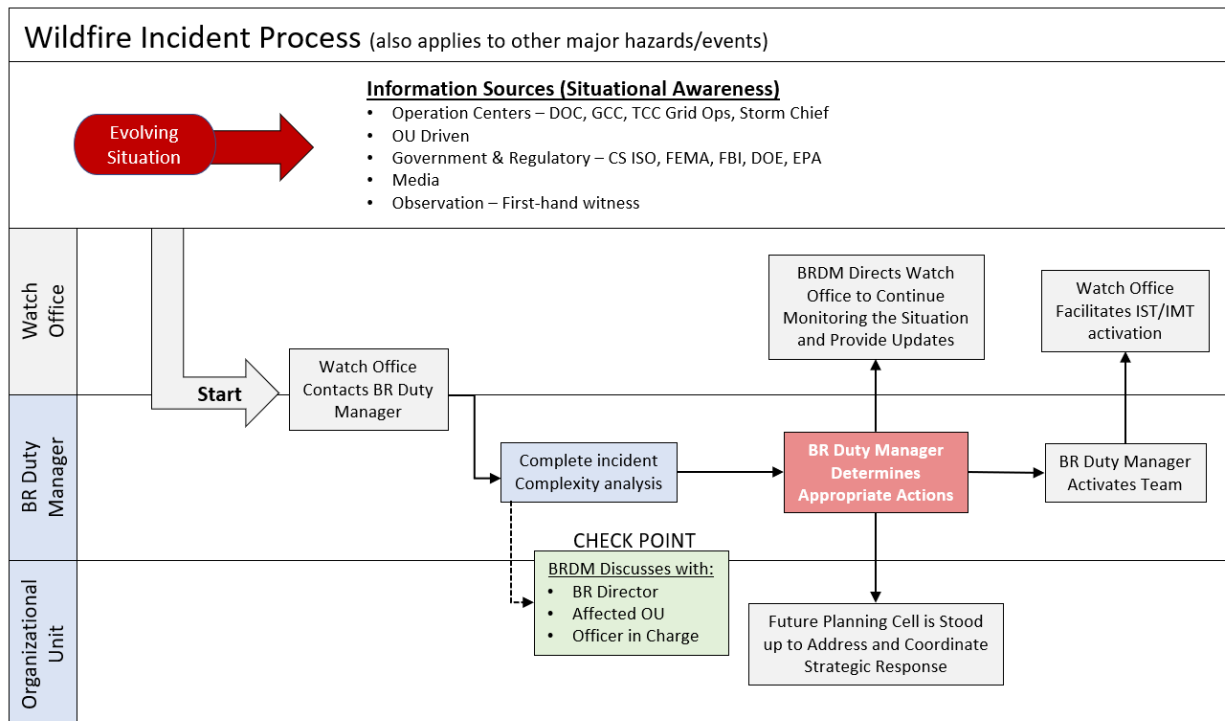 Wildfire Incident Process (also applies to other major hazards/events)
Information Sources (Situational Awareness)
• Operation Centers – DOC, GCC, TCC Grid Ops, Storm Chief
• OU Driven
• Government & Regulatory – CS ISO, FEMA, FBI, DOE, EPA
• Media
• Observation – First-hand witness
Evolving
Situation
Watch
Office
Start
Watch Office
Contacts BR Duty
Manager
BRDM Directs Watch
Office to Continue
Monitoring the Situation
and Provide Updates
Watch Office
Facilitates IST/IMT
activation
BR Duty
Manager
Complete incident
Complexity analysis
BR Duty Manager
Determines
Appropriate Actions
BR Duty Manager
Activates Team
CHECK POINT
Organizational
Unit
BRDM Discusses with:
• BR Director
• Affected OU
• Officer in Charge
Future Planning Cell is Stood
up to Address and Coordinate
Strategic Response